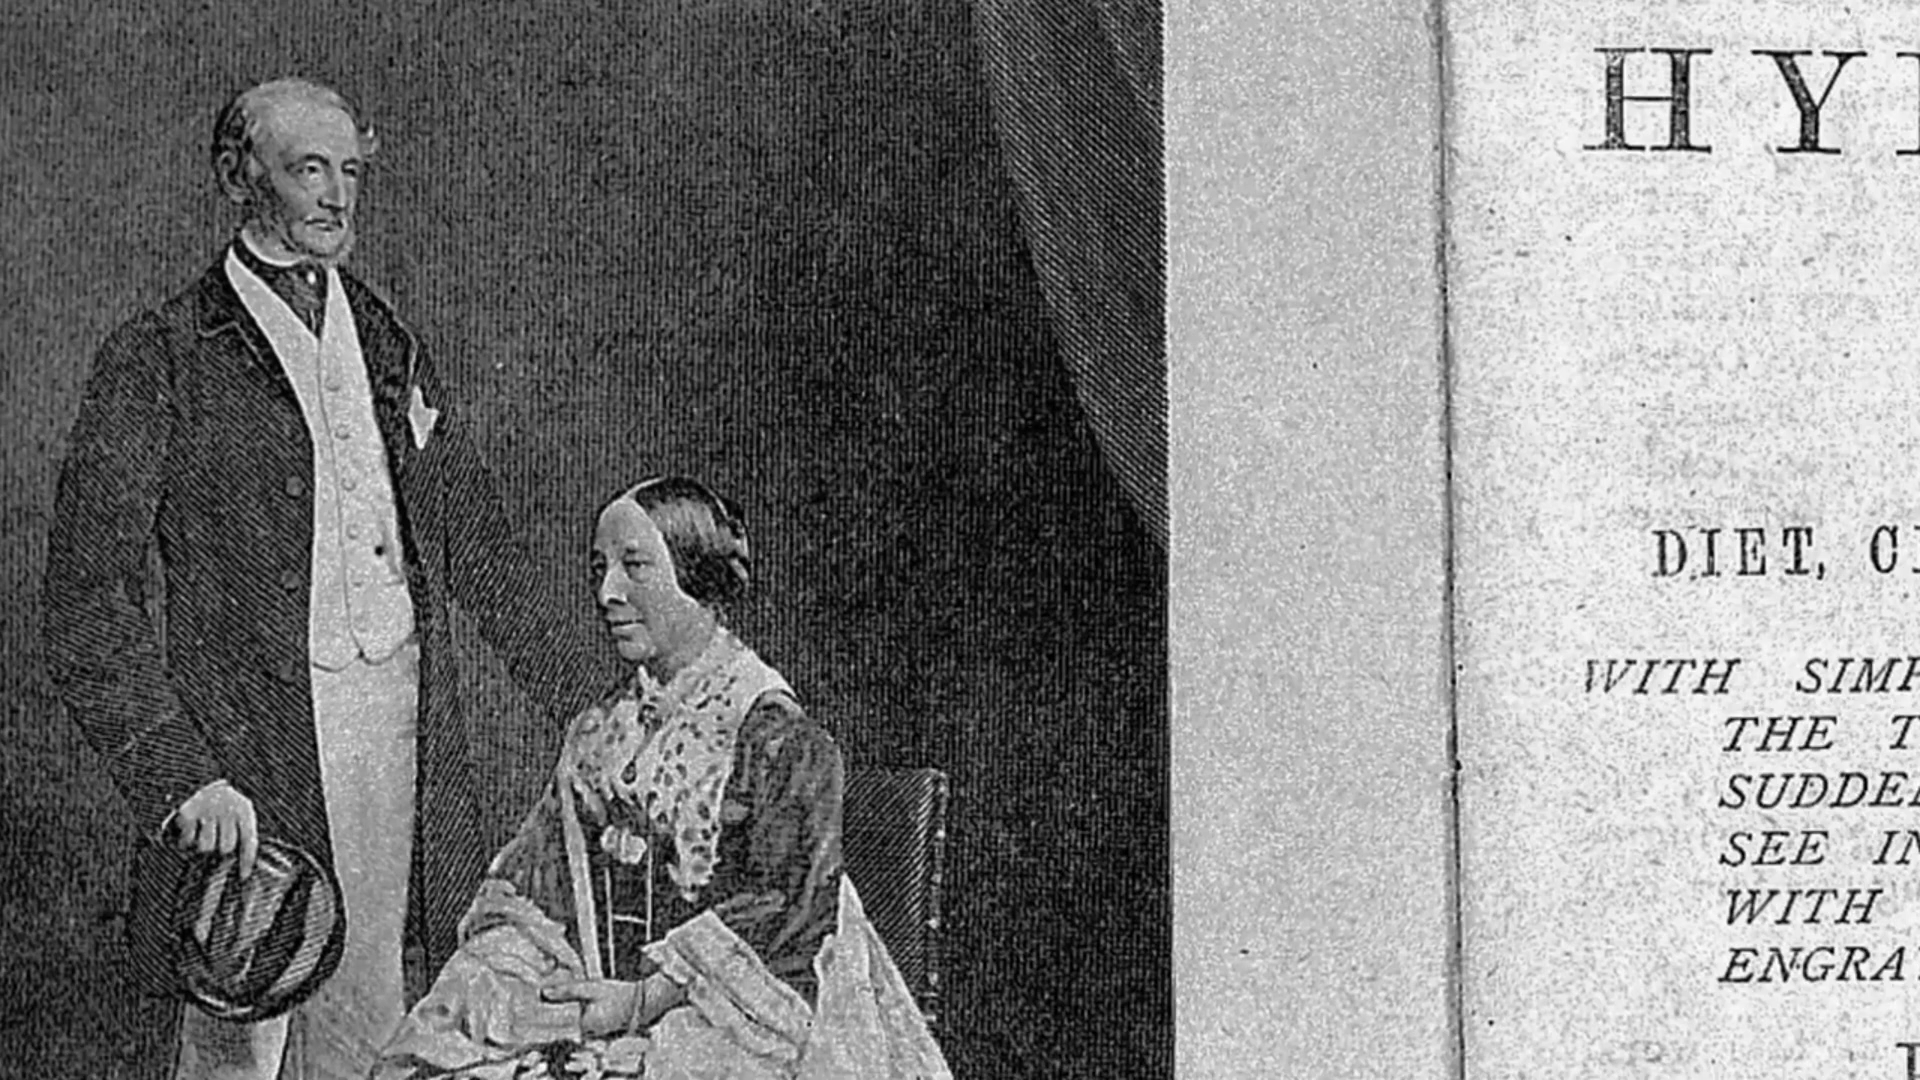 HY
DIET, C
WITH SIMP
THE T
SUDDE
SEE IN
WITH
ENGRA